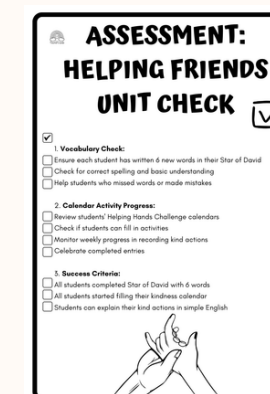 ASSESSMENT:
HELPING FRIENDS
UNIT CHECK
1. Vocabulary Check:
Ensure each student has written 6 new words in their Star of David
Check for correct spelling and basic understanding
Help students who missed words or made mistakes
2. Calendar Activity Progress:
Review students' Helping Hands Challenge calendars
Check if students can fill in activities
Monitor weekly progress in recording kind actions
Celebrate completed entries
3. Success Criteria:
All students completed Star of David with 6 words
All students started filling their kindness calendar
Students can explain their kind actions in simple English